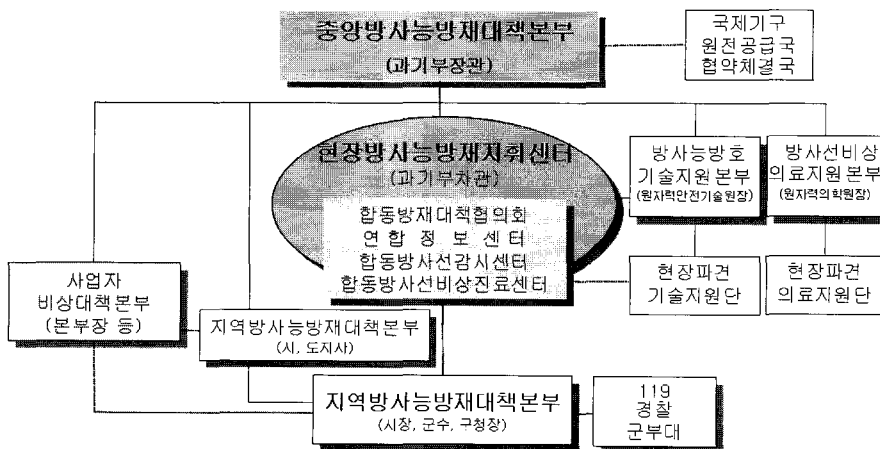 중앙방사능방재대책본부
(과기부장관)
국제기구
원전공급국
협약체결국
현장방사능방재지휘센터
(과기부차관)
합동방재대책협의회
연합정보센터
합동방사선감시센터
합동방사선비상진료센터
방사능방호
기술지원본부
(원자력안전기술원장)
방사선비상
의료지원본부
(원자력의학원장)
현장파견
기술지원단
현장파견
의료지원단
사업자
비상대책본부
(본부장 등)
지역방사능방재대책본부
(시, 도지사)
지역방사능방재대책본부
(시장, 군수, 구청장)
119
경찰
군부대